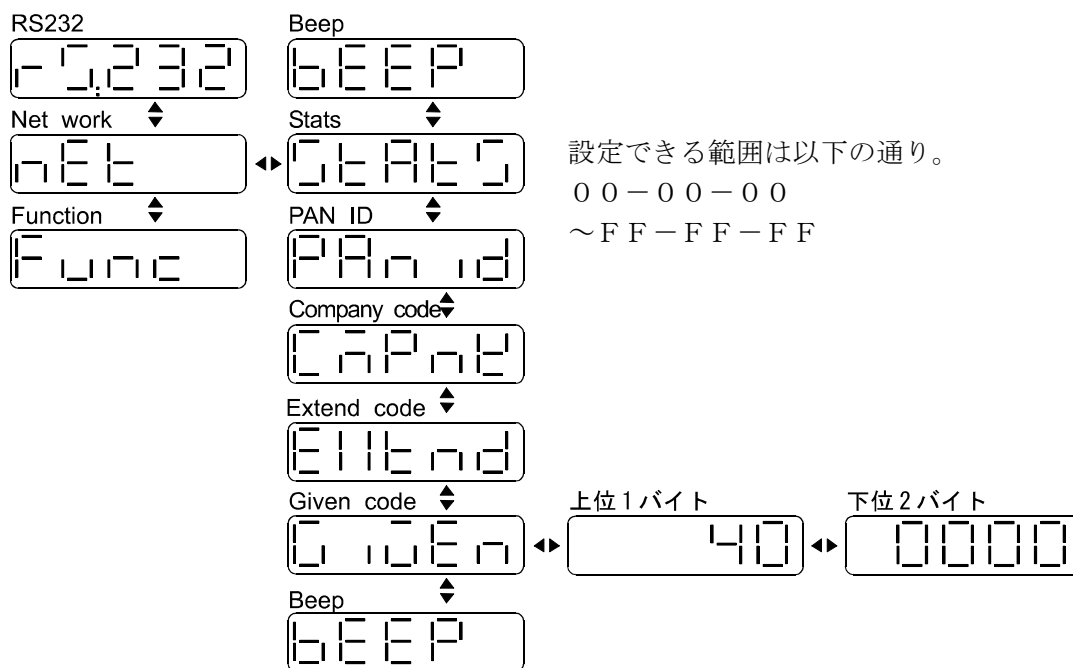 RS232
r5.232
Net work
nEt
Function
Func
Beep
bEEP
Stats
StAtS
PAN ID
PAn id
Company code
Extend code
Given code
Beep
bEEP
設定できる範囲は以下の通り。
００－００－００
～ＦＦ－ＦＦ－ＦＦ
上位１バイト
40
下位２バイト
0000